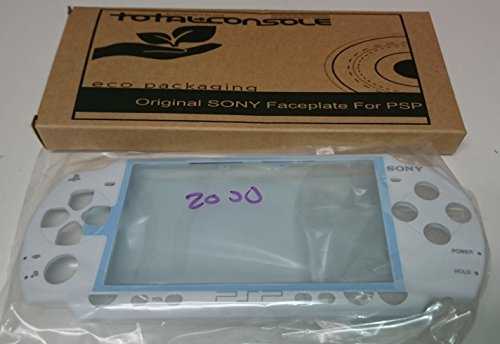 TOTALCONSOLE
eco packaging
Original SONY Faceplate For PSP
SONY
2000
POWER
HOLD
PSP